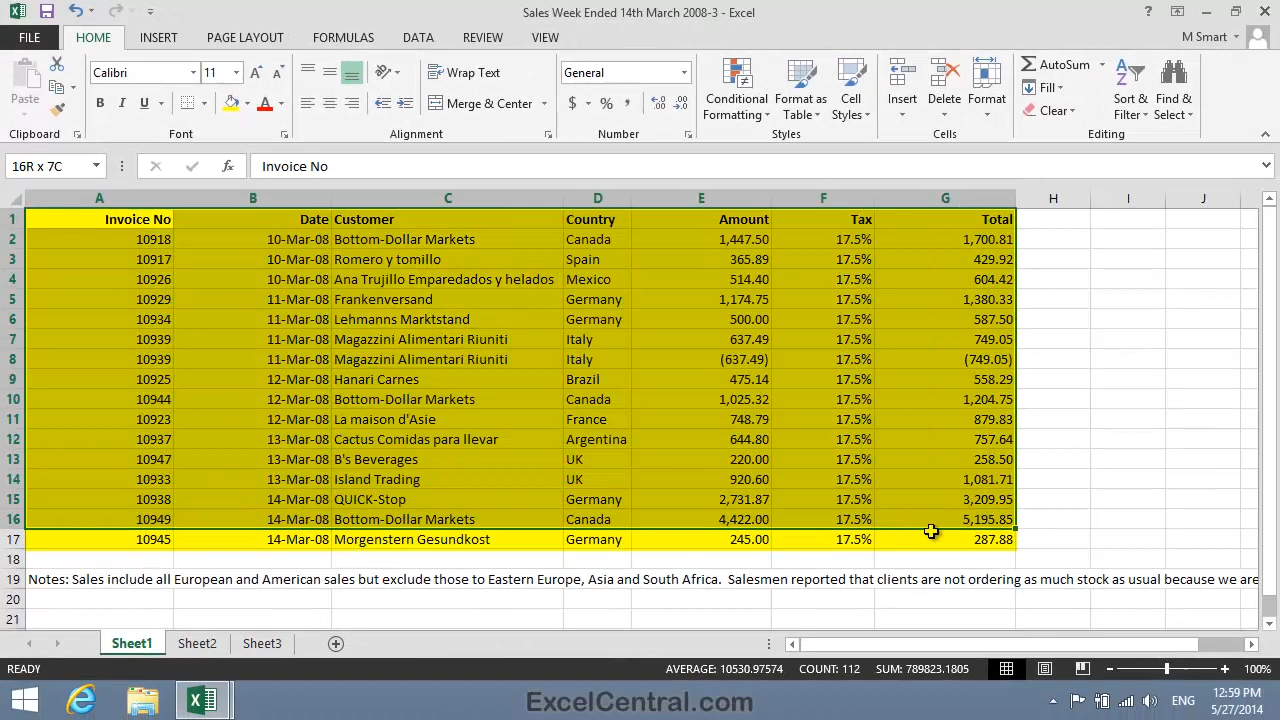 Sales Week Ended 14th March 2008-3 - Excel
FILE HOME INSERT PAGE LAYOUT FORMULAS DATA REVIEW VIEW M Smart
Paste
Calibri 11
B I U
Wrap Text
Merge & Center
General
$ % ,
Conditional Formatting
Format as Table
Cell Styles
Insert
Delete
Format
AutoSum
Fill
Clear
Sort & Filter
Find & Select
Clipboard Font Alignment Number Styles Cells Editing
16R x 7C fx Invoice No
A B C D E F G H I J
1 Invoice No Date Customer Country Amount Tax Total
2 10918 10-Mar-08 Bottom-Dollar Markets Canada 1,447.50 17.5% 1,700.81
3 10917 10-Mar-08 Romero y tomillo Spain 365.89 17.5% 429.92
4 10926 10-Mar-08 Ana Trujillo Emparedados y helados Mexico 514.40 17.5% 604.42
5 10929 11-Mar-08 Frankenversand Germany 1,174.75 17.5% 1,380.33
6 10934 11-Mar-08 Lehmanns Marktstand Germany 500.00 17.5% 587.50
7 10939 11-Mar-08 Magazzini Alimentari Riuniti Italy 637.49 17.5% 749.05
8 10939 11-Mar-08 Magazzini Alimentari Riuniti Italy (637.49) 17.5% (749.05)
9 10925 12-Mar-08 Hanari Carnes Brazil 475.14 17.5% 558.29
10 10944 12-Mar-08 Bottom-Dollar Markets Canada 1,025.32 17.5% 1,204.75
11 10923 12-Mar-08 La maison d'Asie France 748.79 17.5% 879.83
12 10937 13-Mar-08 Cactus Comidas para llevar Argentina 644.80 17.5% 757.64
13 10947 13-Mar-08 B's Beverages UK 220.00 17.5% 258.50
14 10933 13-Mar-08 Island Trading UK 920.60 17.5% 1,081.71
15 10938 14-Mar-08 QUICK-Stop Germany 2,731.87 17.5% 3,209.95
16 10949 14-Mar-08 Bottom-Dollar Markets Canada 4,422.00 17.5% 5,195.85
17 10945 14-Mar-08 Morgenstern Gesundkost Germany 245.00 17.5% 287.88
18
19 Notes: Sales include all European and American sales but exclude those to Eastern Europe, Asia and South Africa. Salesmen reported that clients are not ordering as much stock as usual because we are
20
21
Sheet1 Sheet2 Sheet3
READY AVERAGE: 10530.97574 COUNT: 112 SUM: 789823.1805 100%
ExcelCentral.com
ENG
12:59 PM
5/27/2014